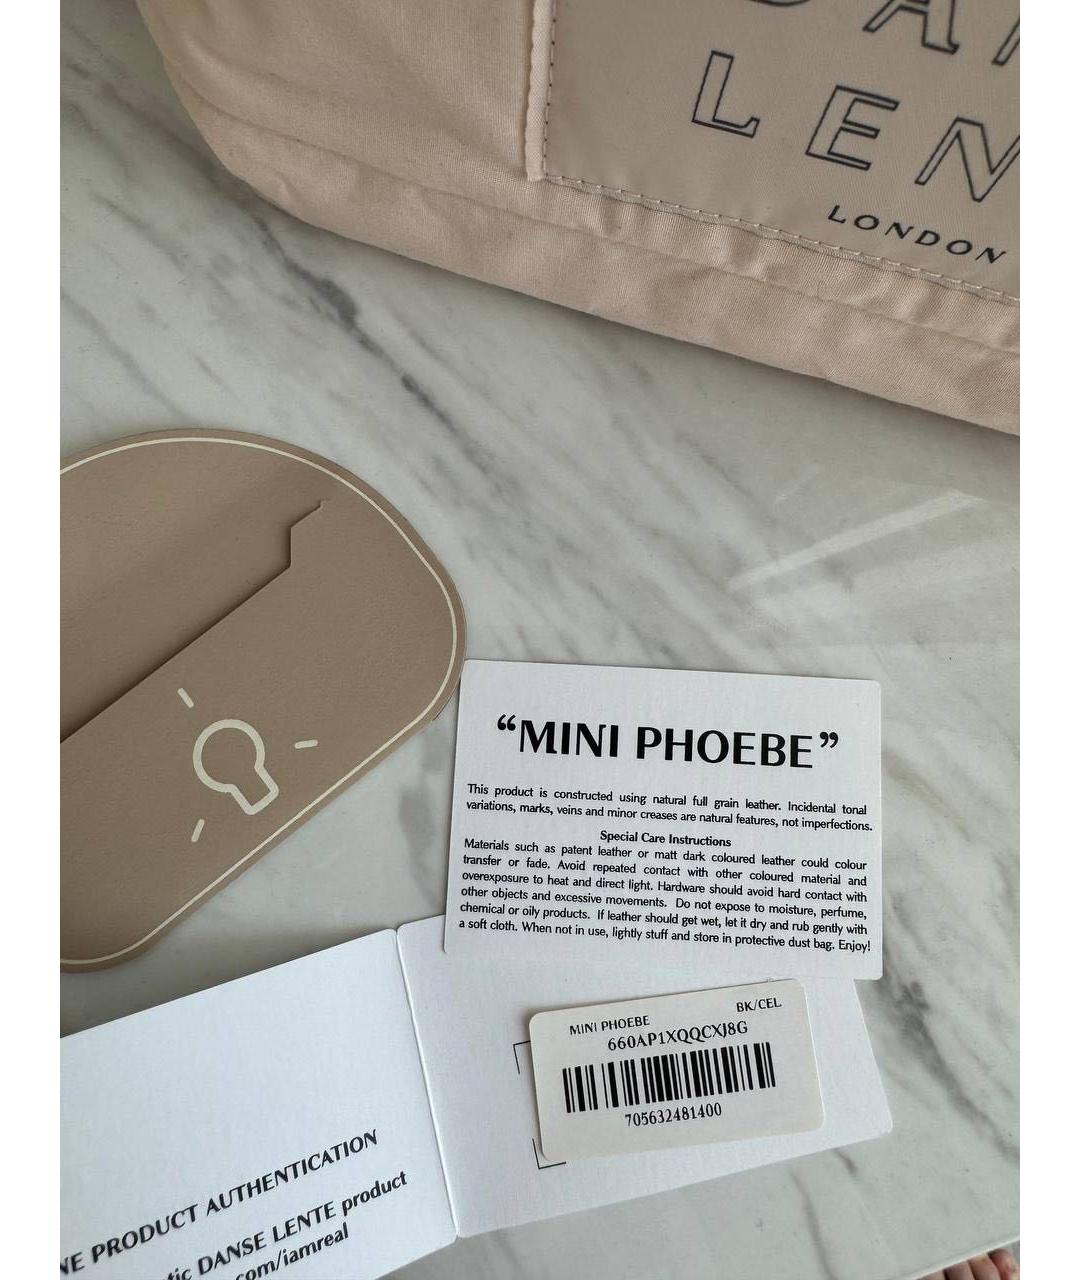 LEN
LONDON
“MINI PHOEBE”
This product is constructed using natural full grain leather. Incidental tonal
variations, marks, veins and minor creases are natural features, not imperfections.
Special Care Instructions
Materials such as patent leather or matt dark coloured leather could colour
transfer or fade. Avoid repeated contact with other coloured material and
overexposure to heat and direct light. Hardware should avoid hard contact with
other objects and excessive movements. Do not expose to moisture, perfume,
chemical or oily products. If leather should get wet, let it dry and rub gently with
a soft cloth. When not in use, lightly stuff and store in protective dust bag. Enjoy!
MINI PHOEBE BK/CEL
660AP1XQQCXJ8G
705632481400
NE PRODUCT AUTHENTICATION
tic DANSE LENTE product
.com/iamreal